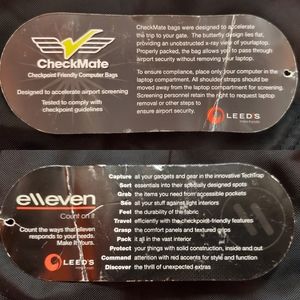 CheckMate
Checkpoint Friendly Computer Bags
Designed to accelerate airport screening
Tested to comply with
checkpoint guidelines
CheckMate bags were designed to accelerate
the trip to your gate. The butterfly design lies flat,
providing an unobstructed x-ray view of your laptop.
Properly packed, the bag allows you to pass through
airport security without removing your laptop.
To ensure compliance, place only your computer in the
laptop compartment. All shoulder straps should be
moved away from the laptop compartment for screening.
Screening personnel retain the right to request laptop
removal or other steps to
ensure airport security.
LEED'S
elleven
Count on it
Count the ways that elleven
responds to your needs.
Make it yours.
LEED'S
Capture all your gadgets and gear in the innovative TechTrap
Sort essentials into their specially designed spots
Grab the items you need from accessible pockets
See all your stuff against light interiors
Feel the durability of the fabric
Travel efficiently with the checkpoint-friendly features
Grasp the comfort panels and textured grips
Pack it all in the vast interior
Protect your things with solid construction, inside and out
Command attention with red accents for style and function
Discover the thrill of unexpected extras